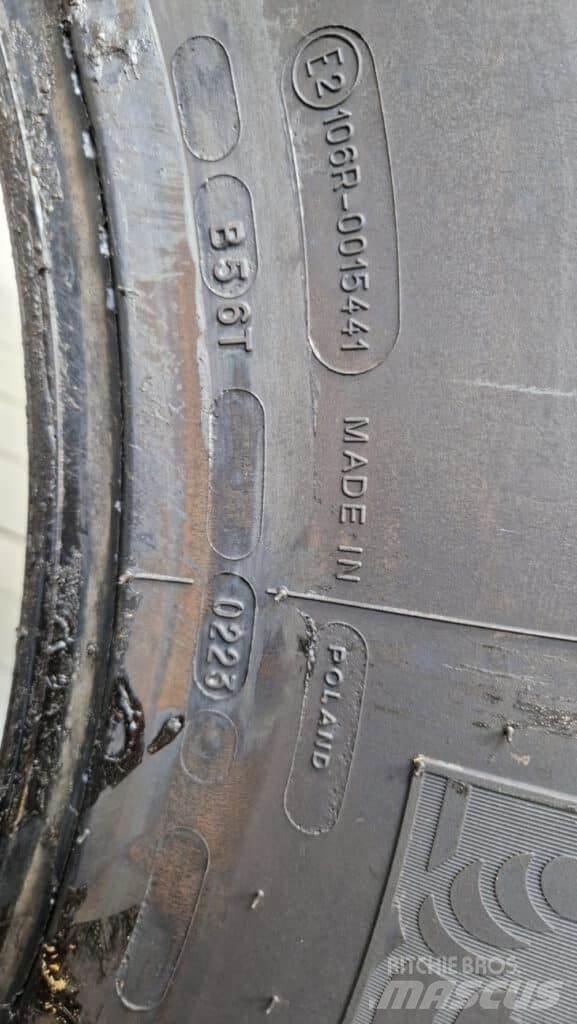 E2 106R-0015441
B56T
MADE IN
0223
POLAND
RITCHIE BROS.
MASCUS